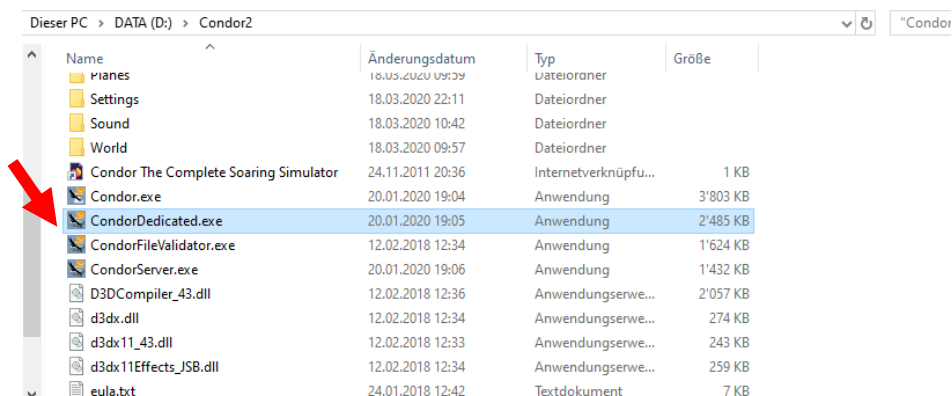 Dieser PC > DATA (D:) > Condor2 "Condor
Name Änderungsdatum Typ Größe
Planes 18.03.2020 09:59 Dateiordner
Settings 18.03.2020 22:11 Dateiordner
Sound 18.03.2020 10:42 Dateiordner
World 18.03.2020 09:57 Dateiordner
Condor The Complete Soaring Simulator 24.11.2011 20:36 Internetverknüpfu... 1 KB
Condor.exe 20.01.2020 19:04 Anwendung 3'803 KB
CondorDedicated.exe 20.01.2020 19:05 Anwendung 2'485 KB
CondorFileValidator.exe 12.02.2018 12:34 Anwendung 1'624 KB
CondorServer.exe 20.01.2020 19:06 Anwendung 1'432 KB
D3DCompiler_43.dll 12.02.2018 12:36 Anwendungserwe... 2'057 KB
d3dx.dll 12.02.2018 12:34 Anwendungserwe... 274 KB
d3dx11_43.dll 12.02.2018 12:33 Anwendungserwe... 243 KB
d3dx11Effects_JSB.dll 12.02.2018 12:34 Anwendungserwe... 259 KB
eula.txt 24.01.2018 12:42 Textdokument 7 KB